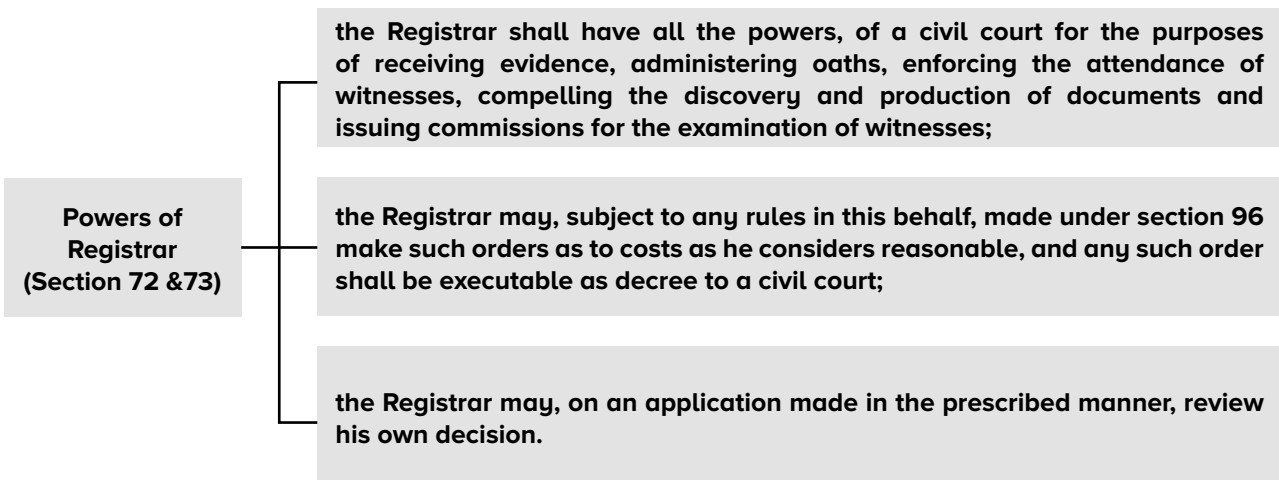 Powers of
Registrar
(Section 72 &73)
the Registrar shall have all the powers, of a civil court for the purposes
of receiving evidence, administering oaths, enforcing the attendance of
witnesses, compelling the discovery and production of documents and
issuing commissions for the examination of witnesses;
the Registrar may, subject to any rules in this behalf, made under section 96
make such orders as to costs as he considers reasonable, and any such order
shall be executable as decree to a civil court;
the Registrar may, on an application made in the prescribed manner, review
his own decision.